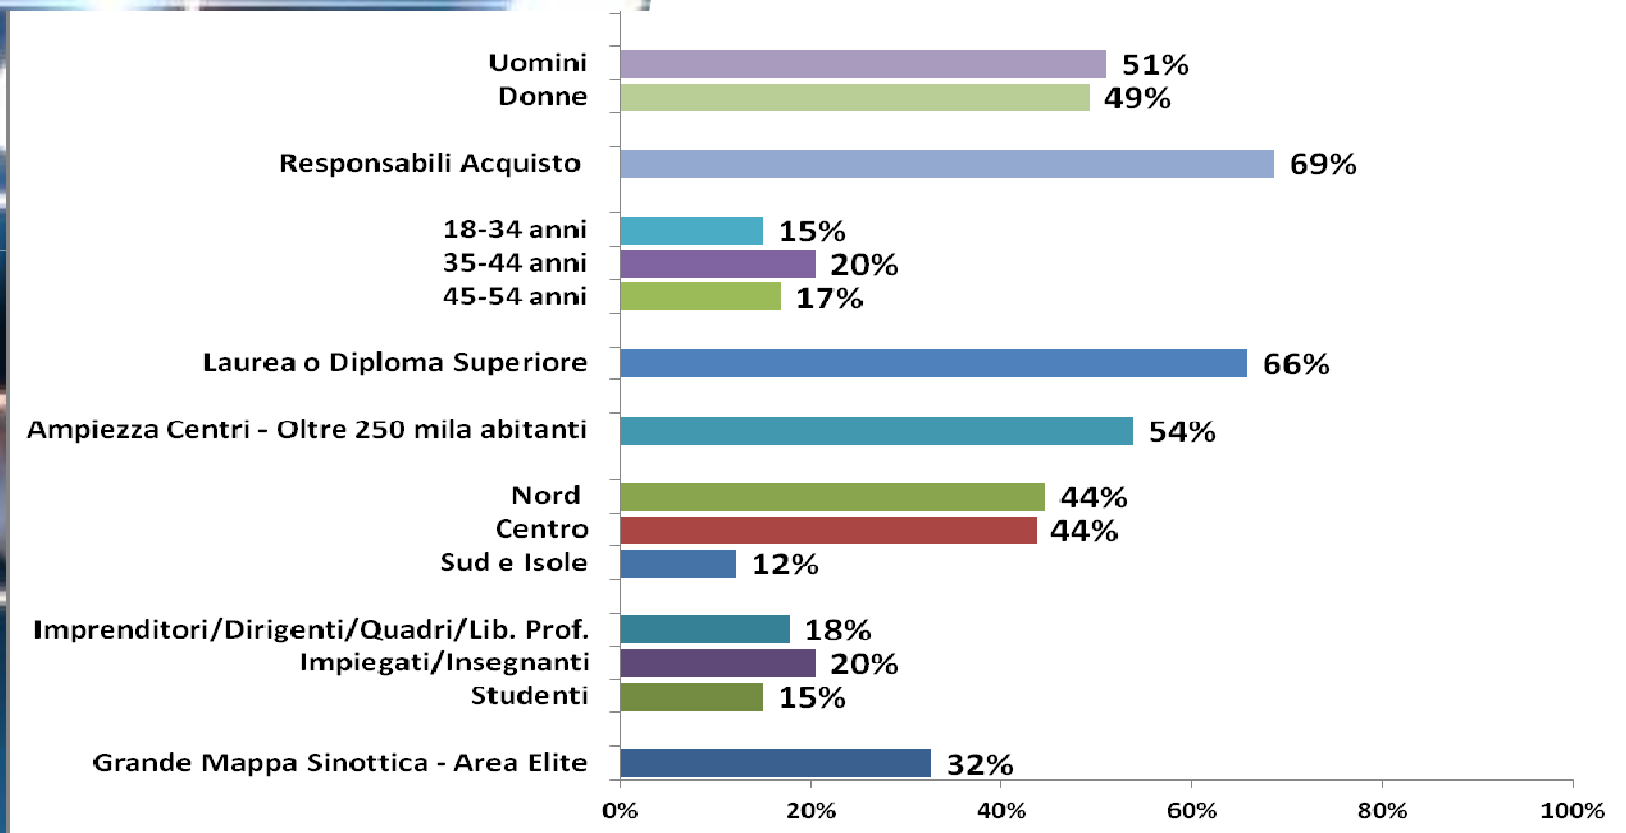 Uomini 51%
Donne 49%
Responsabili Acquisto 69%
18-34 anni 15%
35-44 anni 20%
45-54 anni 17%
Laurea o Diploma Superiore 66%
Ampiezza Centri - Oltre 250 mila abitanti 54%
Nord 44%
Centro 44%
Sud e Isole 12%
Imprenditori/Dirigenti/Quadri/Lib. Prof. 18%
Impiegati/Insegnanti 20%
Studenti 15%
Grande Mappa Sinottica - Area Elite 32%
0% 20% 40% 60% 80% 100%